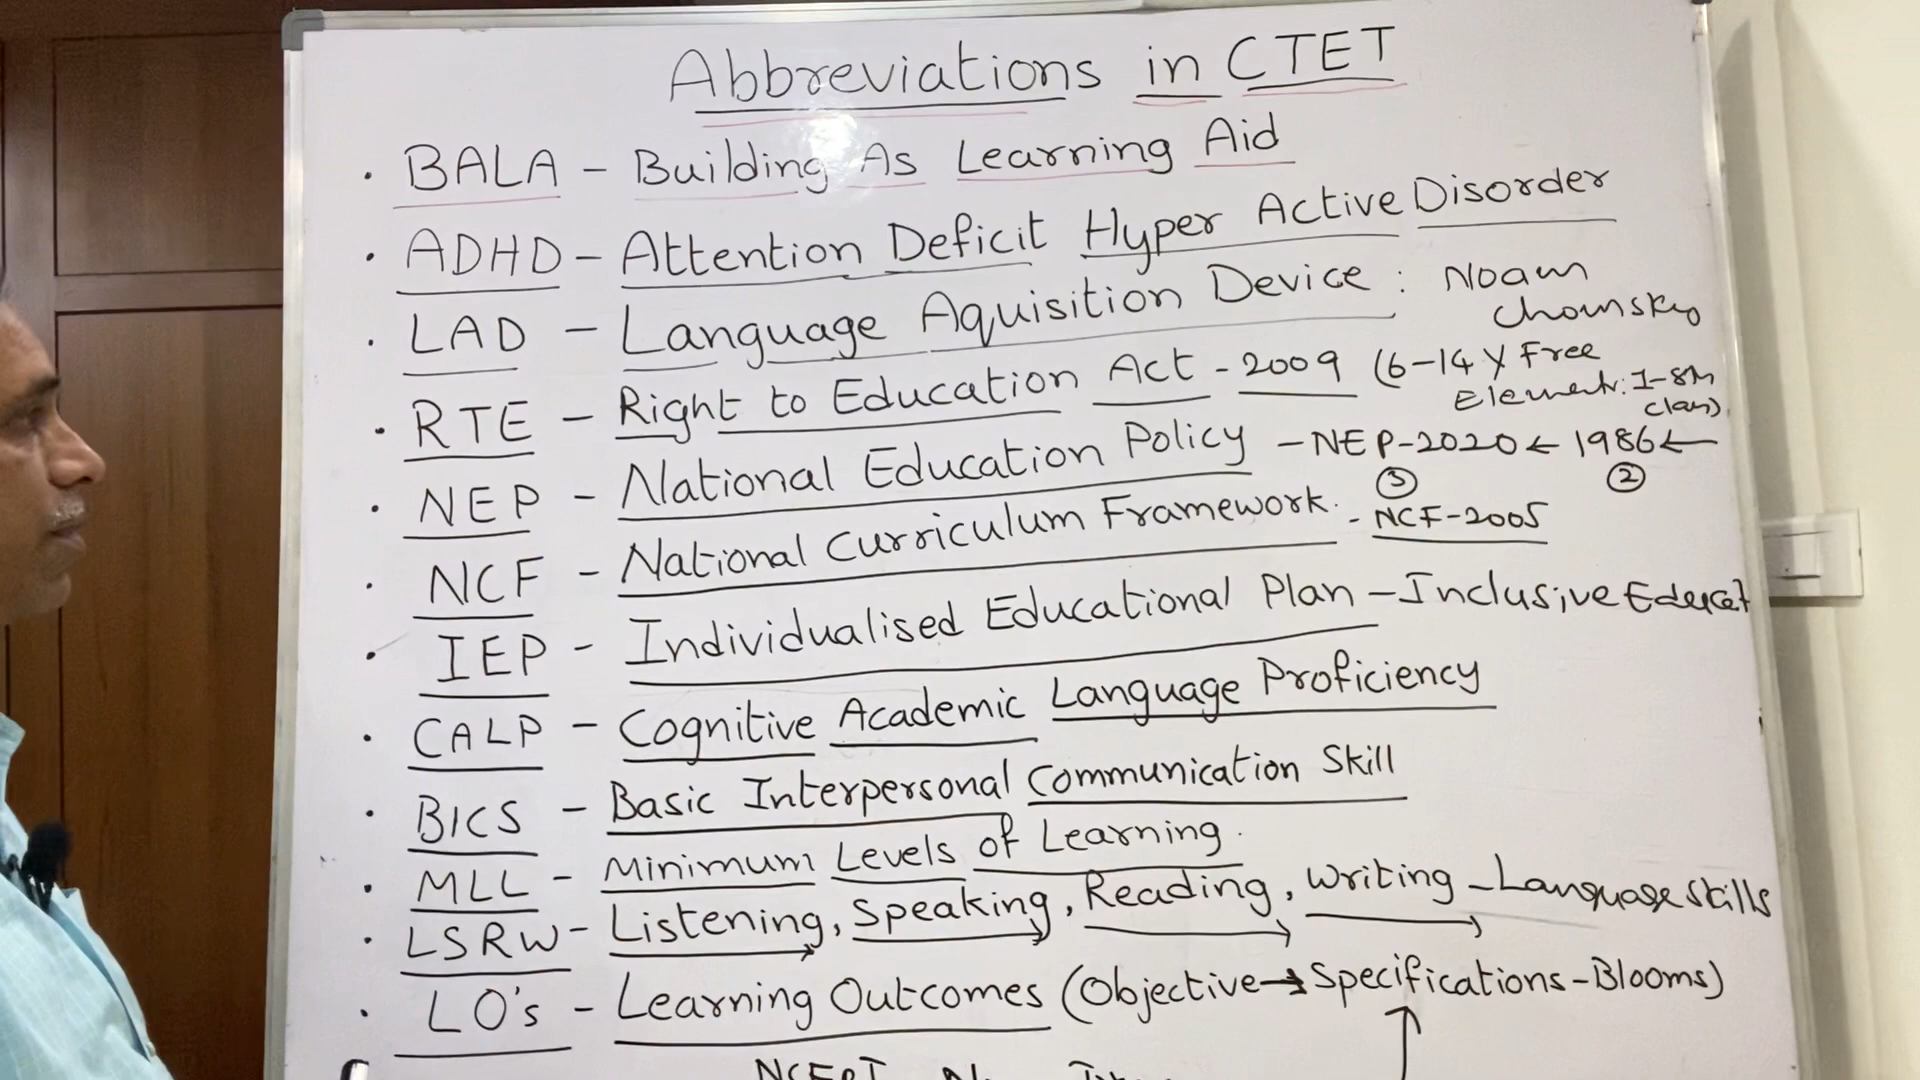 Abbreviations in CTET
· BALA - Building As Learning Aid
· ADHD - Attention Deficit Hyper Active Disorder
· LAD - Language Aquisition Device : Noam Chomsky
· RTE - Right to Education Act - 2009 (6-14 Y Free
1-8th class)
· NEP - National Education Policy - NEP-2020 ← 1986 ←
③ ②
· NCF - National Curriculum Framework. - NCF-2005
· IEP - Individualised Educational Plan - Inclusive Educat
· CALP - Cognitive Academic Language Proficiency
· BICS - Basic Interpersonal Communication Skill
· MLL - Minimum Levels of Learning.
· LSRW - Listening, Speaking, Reading, Writing - Language Skills
· LO's - Learning Outcomes (Objective → Specifications - Blooms)
NCERT